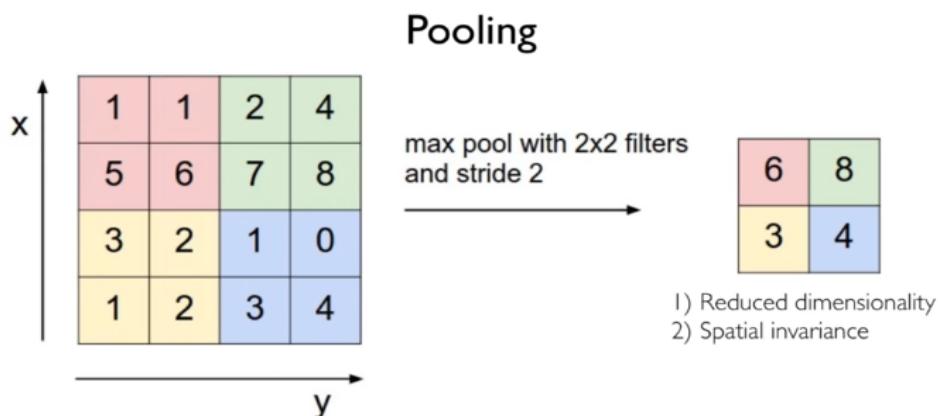 Pooling
x
1 1 2 4
5 6 7 8
3 2 1 0
1 2 3 4
y
max pool with 2x2 filters
and stride 2
6 8
3 4
1) Reduced dimensionality
2) Spatial invariance